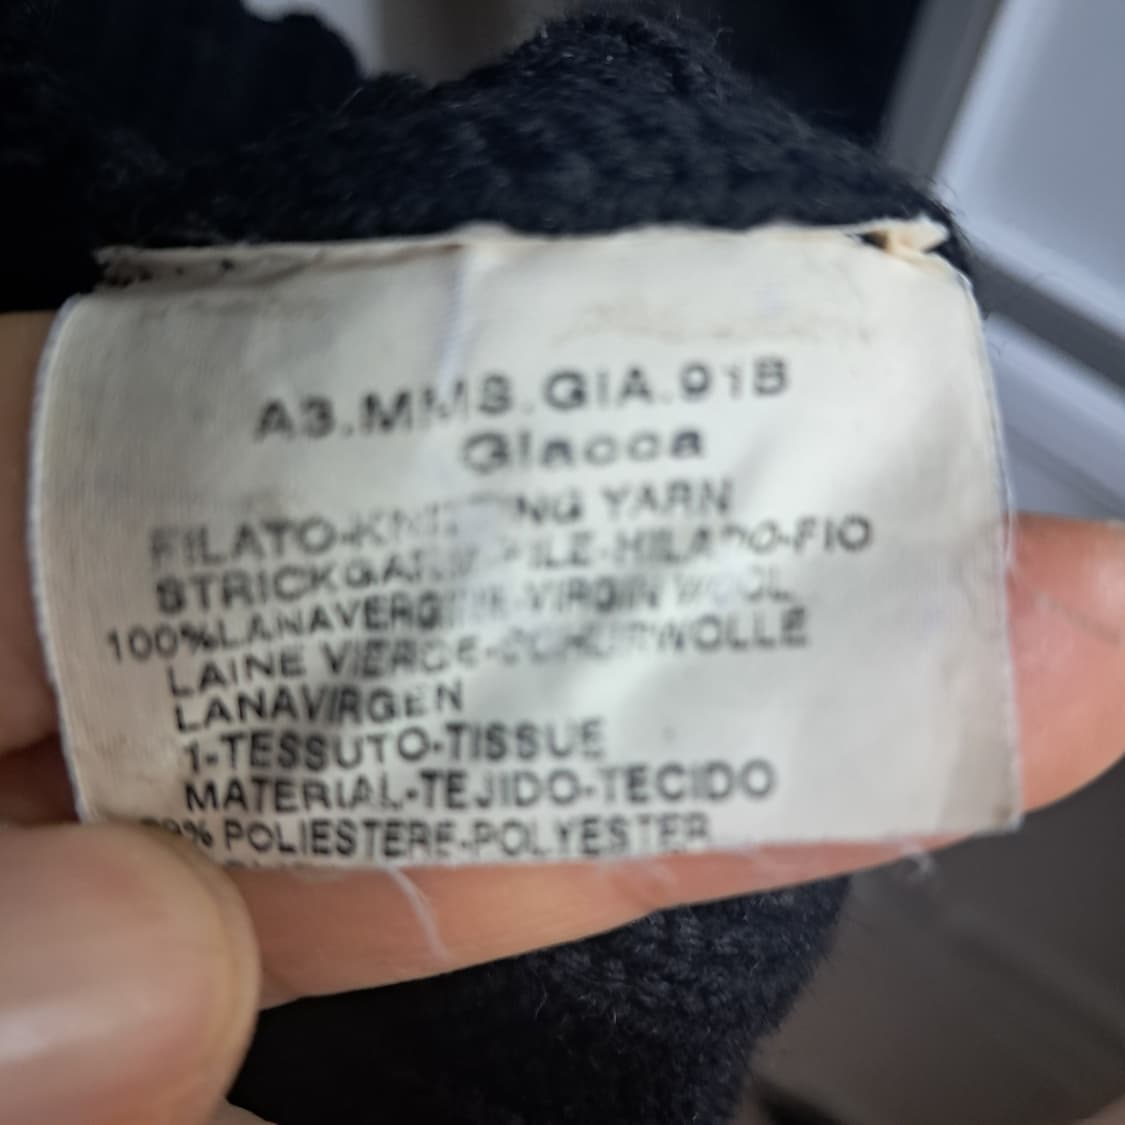 A3.MMS.GIA.91B
Giacca
FILATO-KNITTING YARN
STRICKGARN-FILE-HILADO-FIO
100%LANAVERGINE-VIRGIN WOOL
LAINE VIERGE-SCHURWOLLE
LANAVIRGEN
1-TESSUTO-TISSUE
MATERIAL-TEJIDO-TECIDO
POLIESTERE-POLYESTER